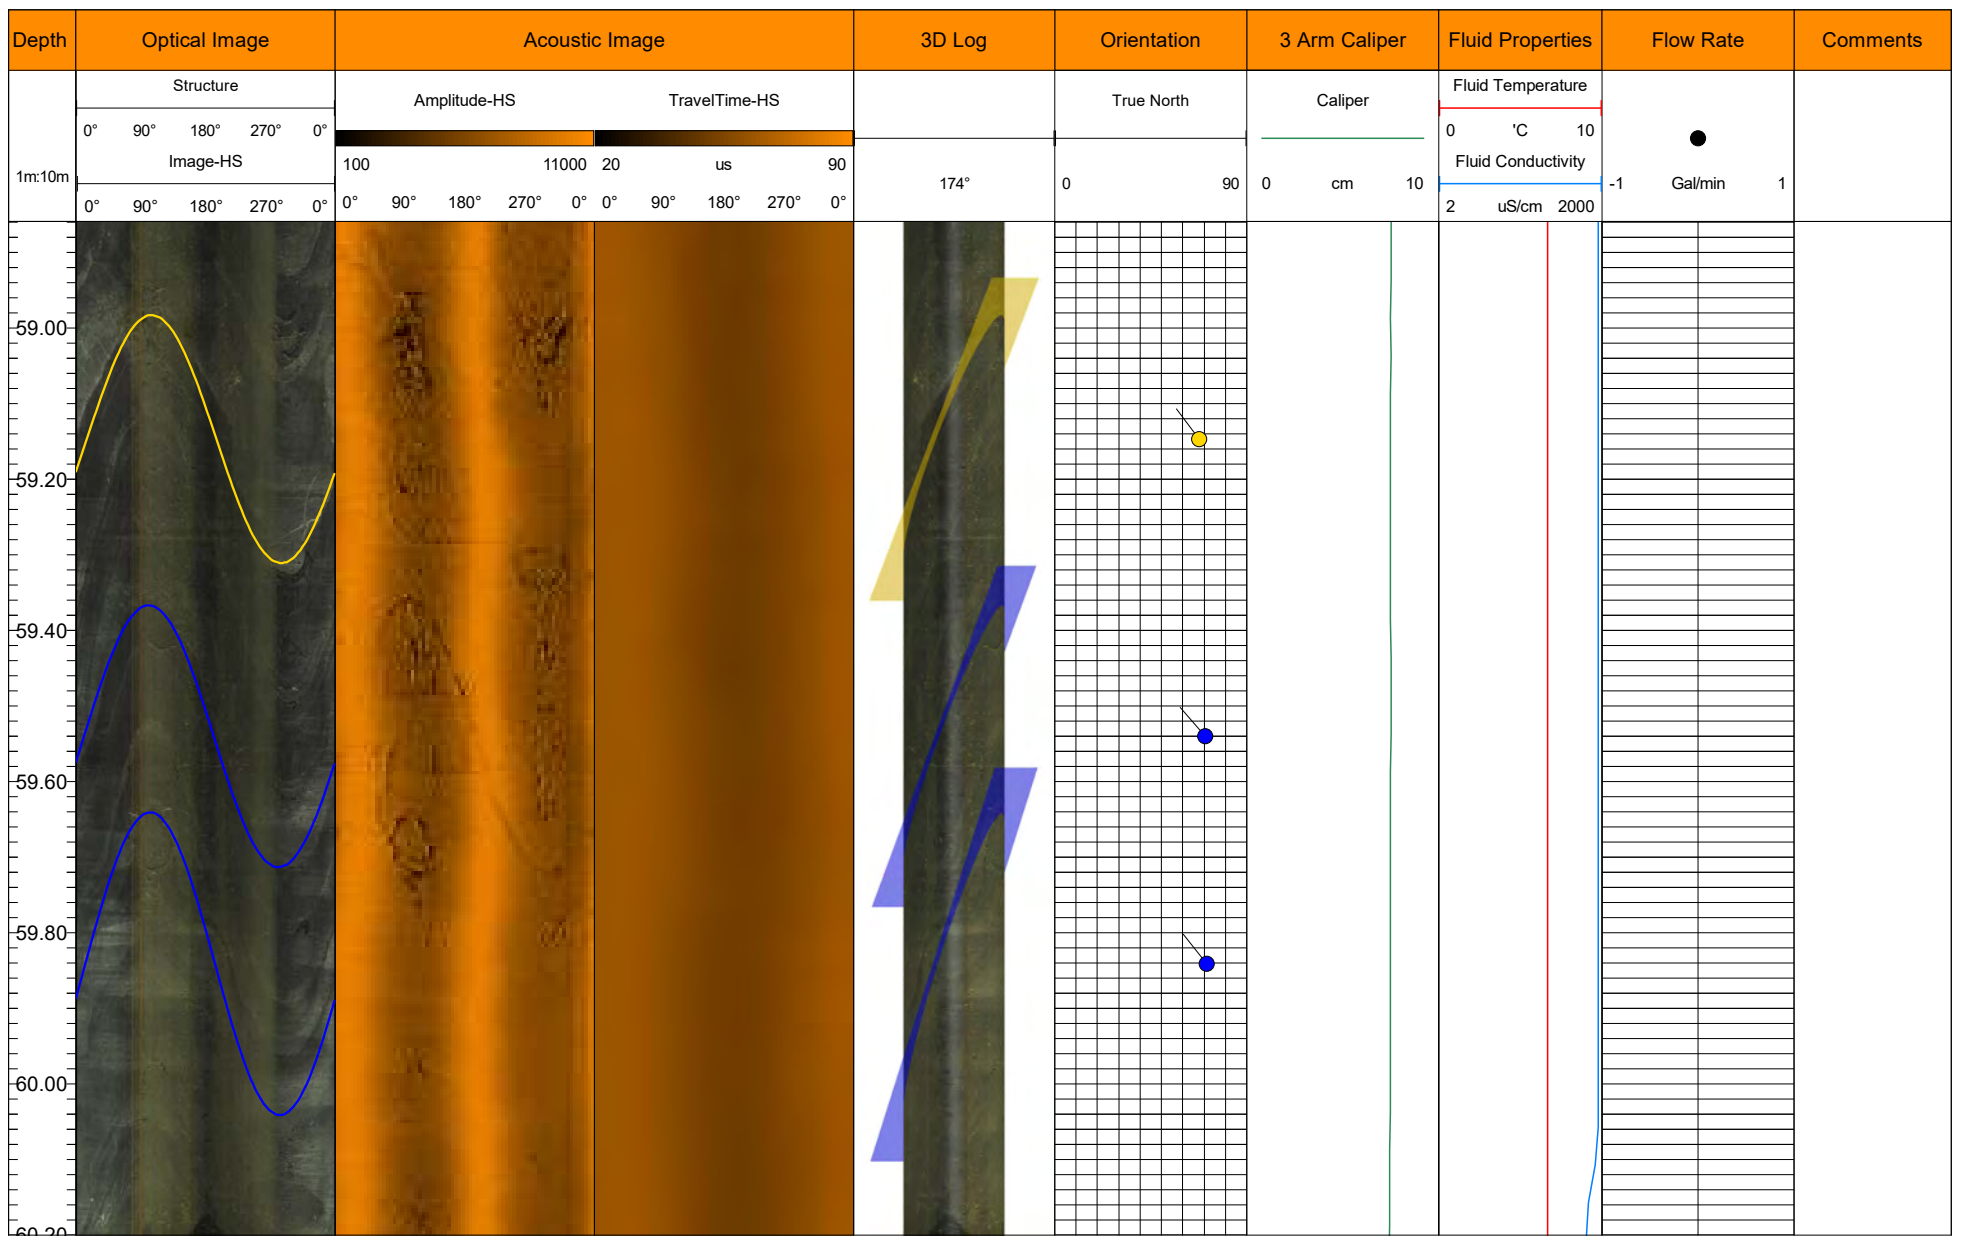 Depth Optical Image Acoustic Image 3D Log Orientation 3 Arm Caliper Fluid Properties Flow Rate Comments
Structure
0° 90° 180° 270° 0°
Image-HS
0° 90° 180° 270° 0°
1m:10m
Amplitude-HS
100 11000
0° 90° 180° 270° 0°
TravelTime-HS
20 us 90
0° 90° 180° 270° 0°
174°
True North
0 90
Caliper
0 cm 10
Fluid Temperature
0 'C 10
Fluid Conductivity
2 uS/cm 2000
-1 Gal/min 1
59.00
59.20
59.40
59.60
59.80
60.00
60.20